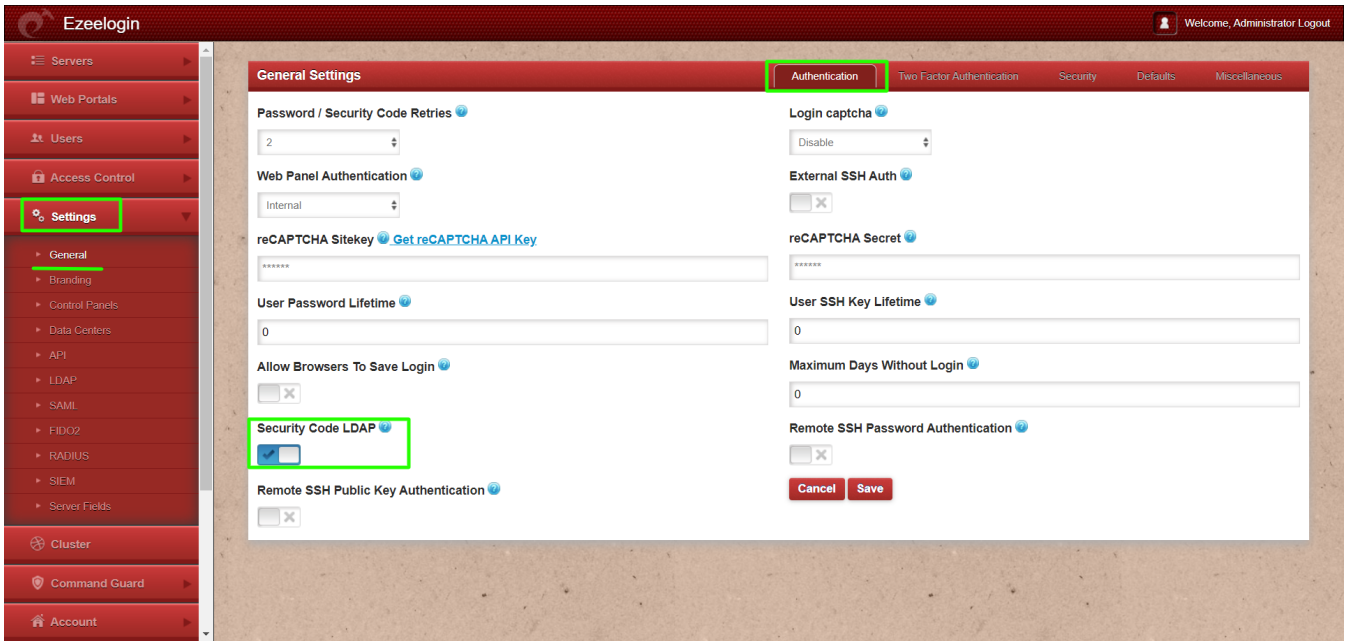 Ezeelogin
Welcome, Administrator Logout
Servers
Web Portals
Users
Access Control
Settings
General
Branding
Control Panels
Data Centers
API
LDAP
SAML
FIDO2
RADIUS
SIEM
Server Fields
Cluster
Command Guard
Account
General Settings
Authentication
Two Factor Authentication
Security
Defaults
Miscellaneous
Password / Security Code Retries
2
Login captcha
Disable
Web Panel Authentication
Internal
External SSH Auth
reCAPTCHA Sitekey Get reCAPTCHA API Key
******
reCAPTCHA Secret
******
User Password Lifetime
0
User SSH Key Lifetime
0
Allow Browsers To Save Login
Maximum Days Without Login
0
Security Code LDAP
Remote SSH Password Authentication
Remote SSH Public Key Authentication
Cancel
Save